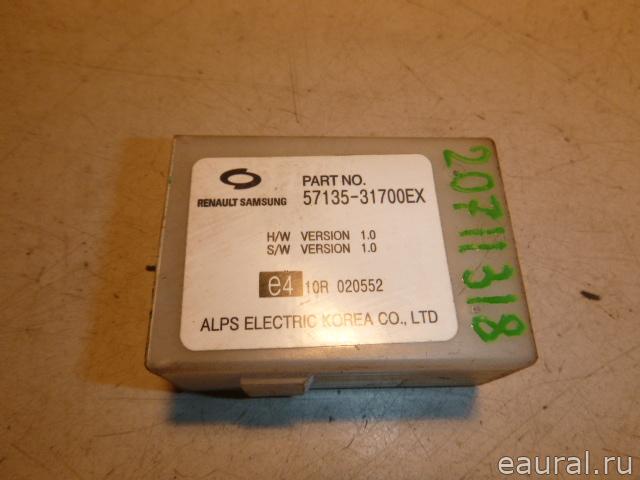 PART NO.
RENAULT SAMSUNG 57135-31700EX
H/W VERSION 1.0
S/W VERSION 1.0
e4 10R 020552
ALPS ELECTRIC KOREA CO., LTD
20711318
eaural.ru